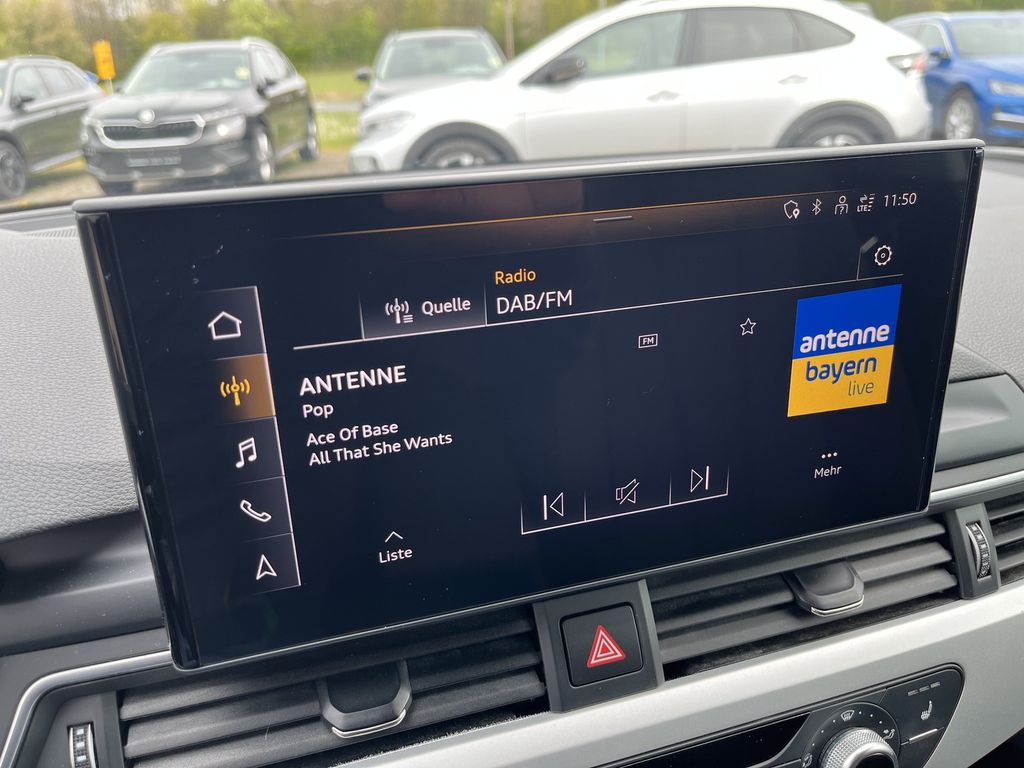 LTE 11:50
Radio
Quelle DAB/FM
FM
ANTENNE
Pop
Ace Of Base
All That She Wants
antenne
bayern
live
Mehr
Liste